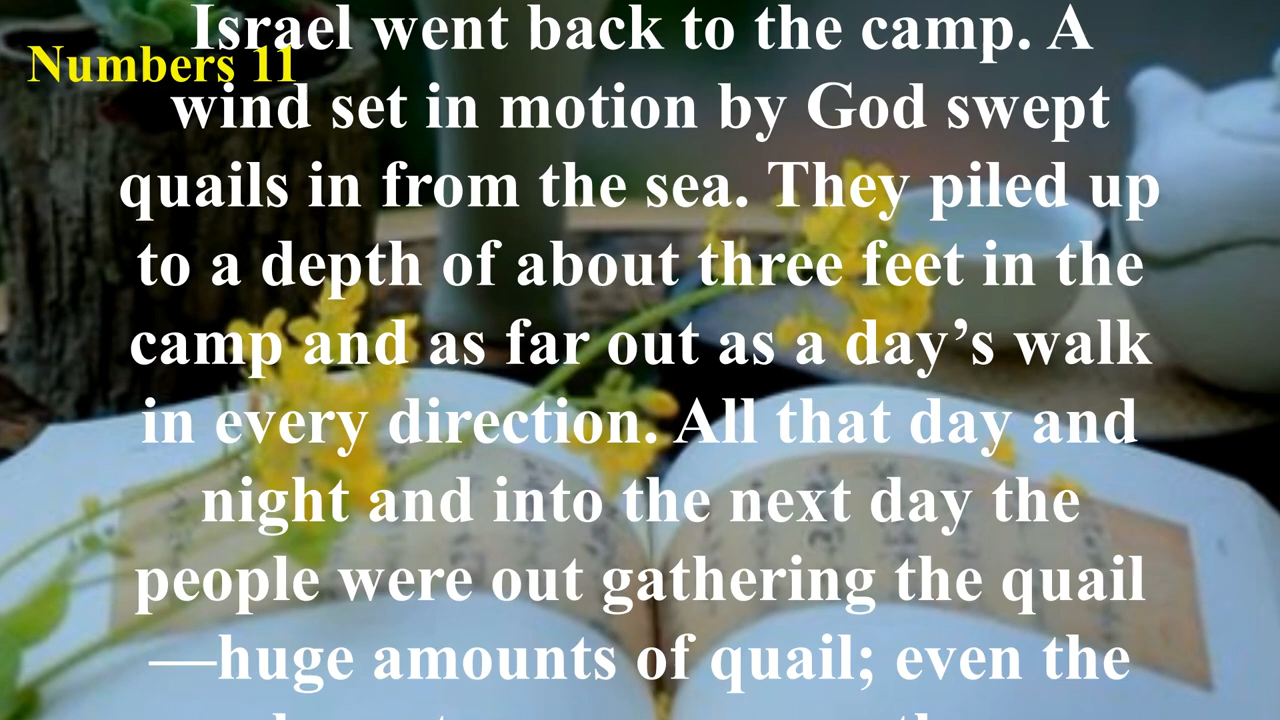 Israel went back to the camp. A
Numbers 11
wind set in motion by God swept
quails in from the sea. They piled up
to a depth of about three feet in the
camp and as far out as a day’s walk
in every direction. All that day and
night and into the next day the
people were out gathering the quail
—huge amounts of quail; even the